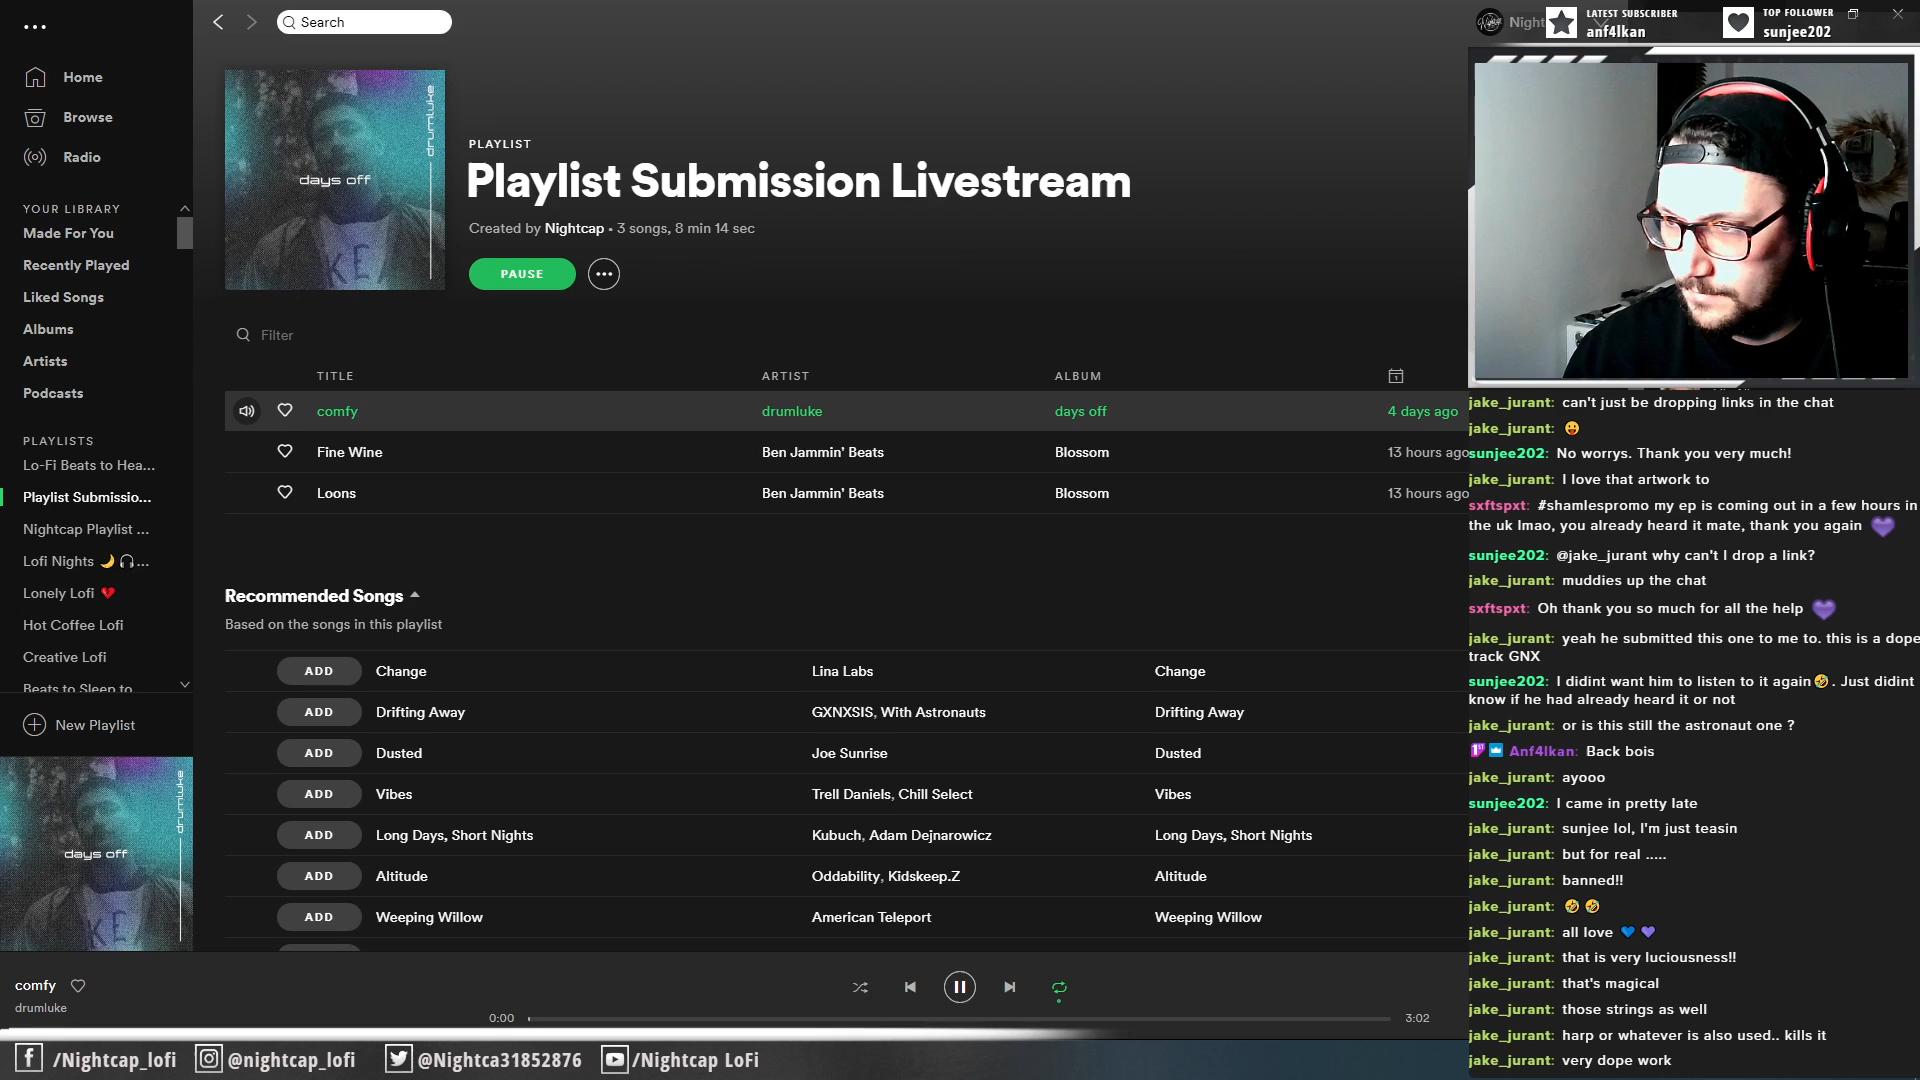 Search
Home
Browse
Radio
YOUR LIBRARY
Made For You
Recently Played
Liked Songs
Albums
Artists
Podcasts
PLAYLISTS
Lo-Fi Beats to Hea...
Playlist Submissio...
Nightcap Playlist ...
Lofi Nights 🌙🎧...
Lonely Lofi 💔
Hot Coffee Lofi
Creative Lofi
Beats to Sleep to
New Playlist
days off
drumluke
comfy
drumluke
days off
drumluke
PLAYLIST
Playlist Submission Livestream
Created by Nightcap • 3 songs, 8 min 14 sec
PAUSE
Filter
TITLE ARTIST ALBUM
comfy drumluke days off 4 days ago
Fine Wine Ben Jammin' Beats Blossom 13 hours ago
Loons Ben Jammin' Beats Blossom 13 hours ago
Recommended Songs
Based on the songs in this playlist
ADD Change Lina Labs Change
ADD Drifting Away GXNXSIS, With Astronauts Drifting Away
ADD Dusted Joe Sunrise Dusted
ADD Vibes Trell Daniels, Chill Select Vibes
ADD Long Days, Short Nights Kubuch, Adam Dejnarowicz Long Days, Short Nights
ADD Altitude Oddability, Kidskeep.Z Altitude
ADD Weeping Willow American Teleport Weeping Willow
0:00 3:02
/Nightcap_lofi @nightcap_lofi @Nightca31852876 /Nightcap LoFi
Night
LATEST SUBSCRIBER
anf4lkan
TOP FOLLOWER
sunjee202
jake_jurant: can't just be dropping links in the chat
jake_jurant: 😛
sunjee202: No worrys. Thank you very much!
jake_jurant: I love that artwork to
sxftspxt: #shamlespromo my ep is coming out in a few hours in
the uk lmao, you already heard it mate, thank you again 💜
sunjee202: @jake_jurant why can't I drop a link?
jake_jurant: muddies up the chat
sxftspxt: Oh thank you so much for all the help 💜
jake_jurant: yeah he submitted this one to me to. this is a dope
track GNX
sunjee202: I didint want him to listen to it again🤣. Just didint
know if he had already heard it or not
jake_jurant: or is this still the astronaut one ?
Anf4lkan: Back bois
jake_jurant: ayooo
sunjee202: I came in pretty late
jake_jurant: sunjee lol, I'm just teasin
jake_jurant: but for real .....
jake_jurant: banned!!
jake_jurant: 🤣 🤣
jake_jurant: all love 💙 💜
jake_jurant: that is very luciousness!!
jake_jurant: that's magical
jake_jurant: those strings as well
jake_jurant: harp or whatever is also used.. kills it
jake_jurant: very dope work